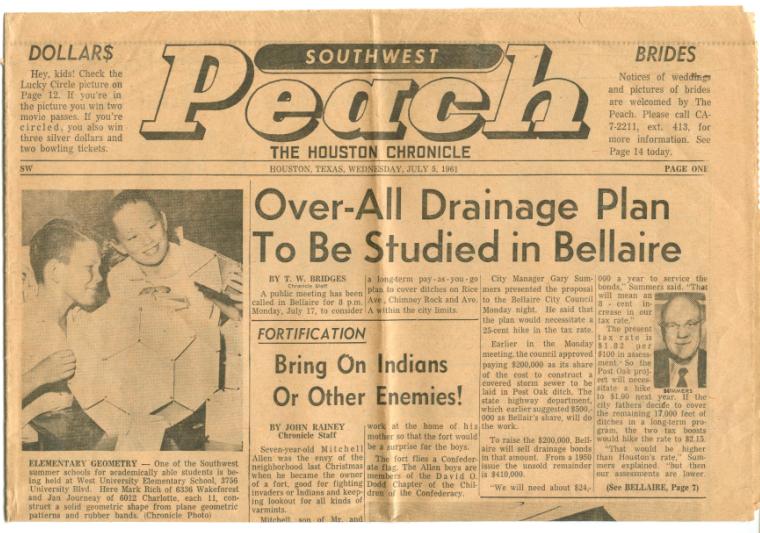 DOLLAR$
Hey, kids! Check the
Lucky Circle picture on
Page 12. If you're in
the picture you win two
movie passes. If you're
circled, you also win
three silver dollars and
two bowling tickets.
SOUTHWEST
Peach
THE HOUSTON CHRONICLE
BRIDES
Notices of weddings
and pictures of brides
are welcomed by The
Peach. Please call CA-
7-2211, ext. 413, for
more information. See
Page 14 today.
SW
HOUSTON, TEXAS, WEDNESDAY, JULY 5, 1961
PAGE ONE
ELEMENTARY GEOMETRY — One of the Southwest
summer schools for academically able students is be-
ing held at West University Elementary School, 3756
University Blvd. Here Mark Rich of 6336 Wakeforest
and Jan Journey of 6012 Charlotte, each 11, con-
struct a solid geometric shape from plane geometric
patterns and rubber bands. (Chronicle Photo)
Over-All Drainage Plan
To Be Studied in Bellaire
BY T. W. BRIDGES
Chronicle Staff
A public meeting has been
called in Bellaire for 8 p.m.
Monday, July 17, to consider
a long-term pay-as-you-go
plan to cover ditches on Rice
Ave., Chimney Rock and Ave.
A within the city limits.
City Manager Gary Sum-
mers presented the proposal
to the Bellaire City Council
Monday night. He said that
the plan would necessitate a
25-cent hike in the tax rate.
Earlier in the Monday
meeting, the council approved
paying $200,000 as its share
of the cost to construct a
covered storm sewer to be
laid in Post Oak ditch. The
state highway department,
which earlier suggested $500,-
000 as Bellair's share, will do
the work.
To raise the $200,000, Bell-
aire will sell drainage bonds
in that amount. From a 1950
issue the unsold remainder
is $410,000.
"We will need about $24,-
000 a year to service the
bonds," Summers said. "That
will mean an
8 - cent in-
crease in our
tax rate."
The present
tax rate is
$1.82 per
$100 in assess-
ment. So the
Post Oak proj-
ect will neces-
sitate a hike
to $1.90 next year. If the
city fathers decide to cover
the remaining 17,000 feet of
ditches in a long-term pro-
gram, the two tax boosts
would hike the rate to $2.15.
"That would be higher
than Houston's rate," Sum-
mers explained, "but then
our assessments are lower.
(See BELLAIRE, Page 7)
SUMMERS
FORTIFICATION
Bring On Indians
Or Other Enemies!
BY JOHN RAINEY
Chronicle Staff
Seven-year-old Mitchell
Allen was the envy of the
neighborhood last Christmas
when he became the owner
of a fort, good for fighting
invaders or Indians and keep-
ing lookout for all kinds of
varmints.
Mitchell, son of Mr. and
work at the home of his
mother so that the fort would
be a surprise for the boys.
The fort flies a Confeder-
ate flag. The Allen boys are
members of the David O.
Dodd Chapter of the Chil-
dren of the Confederacy.